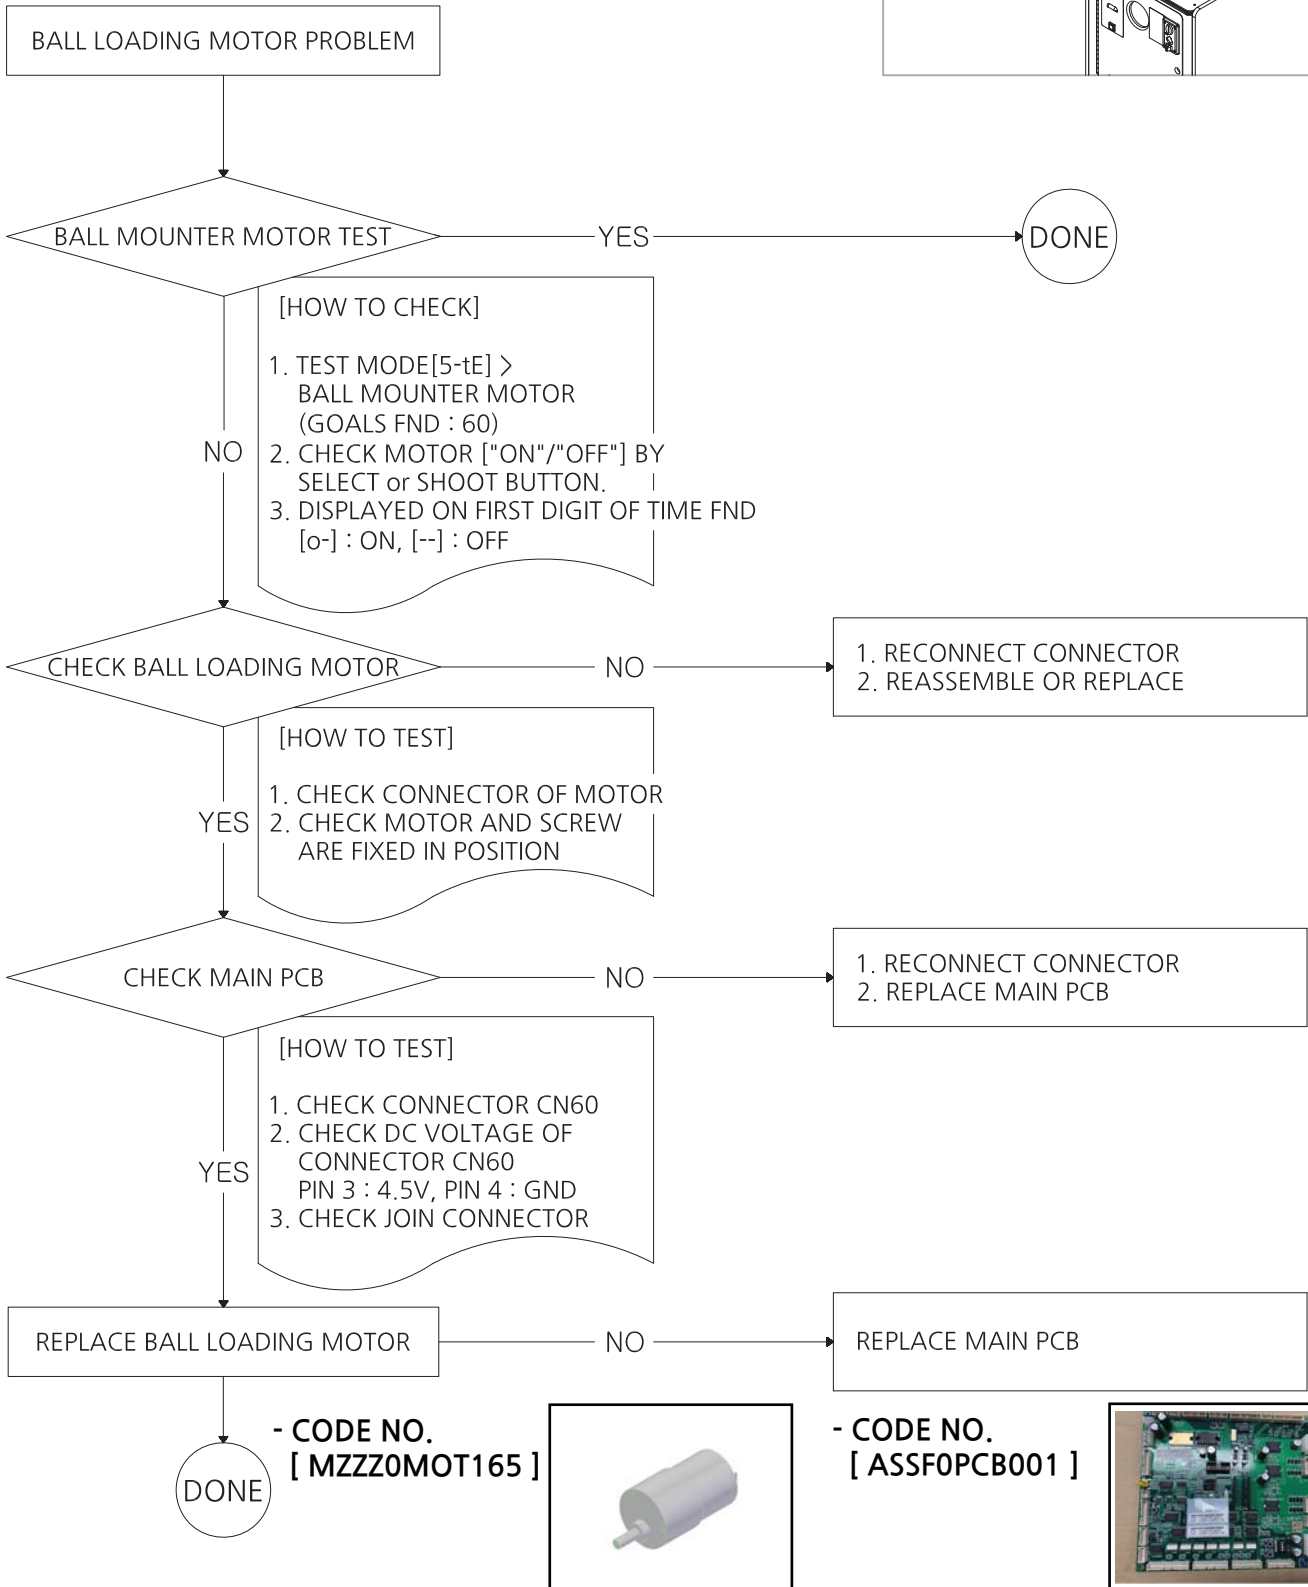 BALL LOADING MOTOR PROBLEM
BALL MOUNTER MOTOR TEST
YES
DONE
[HOW TO CHECK]
1. TEST MODE[5-tE] >
BALL MOUNTER MOTOR
(GOALS FND : 60)
2. CHECK MOTOR ["ON"/"OFF"] BY
SELECT or SHOOT BUTTON.
3. DISPLAYED ON FIRST DIGIT OF TIME FND
[o-] : ON, [--] : OFF
NO
CHECK BALL LOADING MOTOR
NO
1. RECONNECT CONNECTOR
2. REASSEMBLE OR REPLACE
[HOW TO TEST]
1. CHECK CONNECTOR OF MOTOR
2. CHECK MOTOR AND SCREW
ARE FIXED IN POSITION
YES
CHECK MAIN PCB
NO
1. RECONNECT CONNECTOR
2. REPLACE MAIN PCB
[HOW TO TEST]
1. CHECK CONNECTOR CN60
2. CHECK DC VOLTAGE OF
CONNECTOR CN60
PIN 3 : 4.5V, PIN 4 : GND
3. CHECK JOIN CONNECTOR
YES
REPLACE BALL LOADING MOTOR
NO
REPLACE MAIN PCB
DONE
- CODE NO.
[ MZZZ0MOT165 ]
- CODE NO.
[ ASSF0PCB001 ]